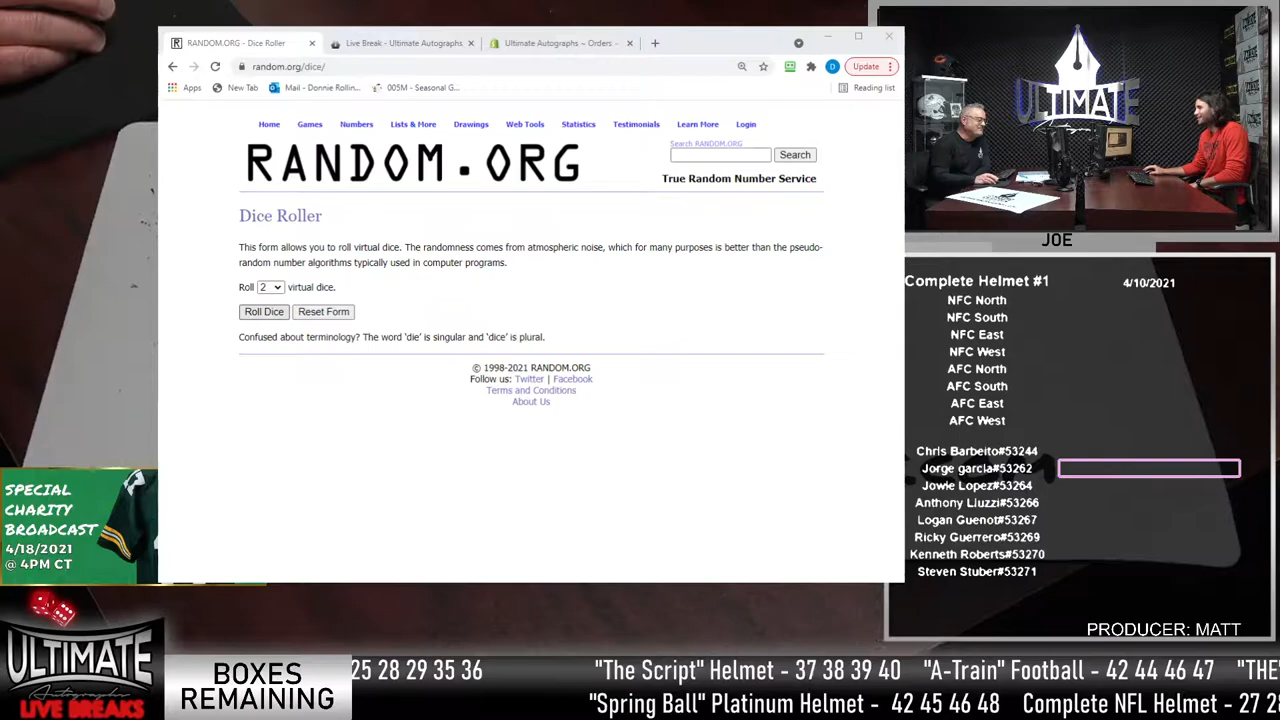 RANDOM.ORG - Dice Roller
Live Break - Ultimate Autographs
Ultimate Autographs ~ Orders -
random.org/dice/
Update
Apps
New Tab
Mail - Donnie Rollin...
005M - Seasonal G...
Reading list
Home Games Numbers Lists & More Drawings Web Tools Statistics Testimonials Learn More Login
RANDOM.ORG
Search RANDOM.ORG
Search
True Random Number Service
Dice Roller
This form allows you to roll virtual dice. The randomness comes from atmospheric noise, which for many purposes is better than the pseudo-
random number algorithms typically used in computer programs.
Roll 2 virtual dice.
Roll Dice Reset Form
Confused about terminology? The word 'die' is singular and 'dice' is plural.
© 1998-2021 RANDOM.ORG
Follow us: Twitter | Facebook
Terms and Conditions
About Us
ULTIMATE
JOE
Complete Helmet #1 4/10/2021
NFC North
NFC South
NFC East
NFC West
AFC North
AFC South
AFC East
AFC West
Chris Barbeito#53244
Jorge garcia#53262
Jowie Lopez#53264
Anthony Liuzzi#53266
Logan Guenot#53267
Ricky Guerrero#53269
Kenneth Roberts#53270
Steven Stuber#53271
PRODUCER: MATT
SPECIAL
CHARITY
BROADCAST
4/18/2021
@ 4PM CT
ULTIMATE
Autographs
LIVE BREAKS
BOXES
REMAINING
25 28 29 35 36 "The Script" Helmet - 37 38 39 40 "A-Train" Football - 42 44 46 47 "THE
"Spring Ball" Platinum Helmet - 42 45 46 48 Complete NFL Helmet - 27 28